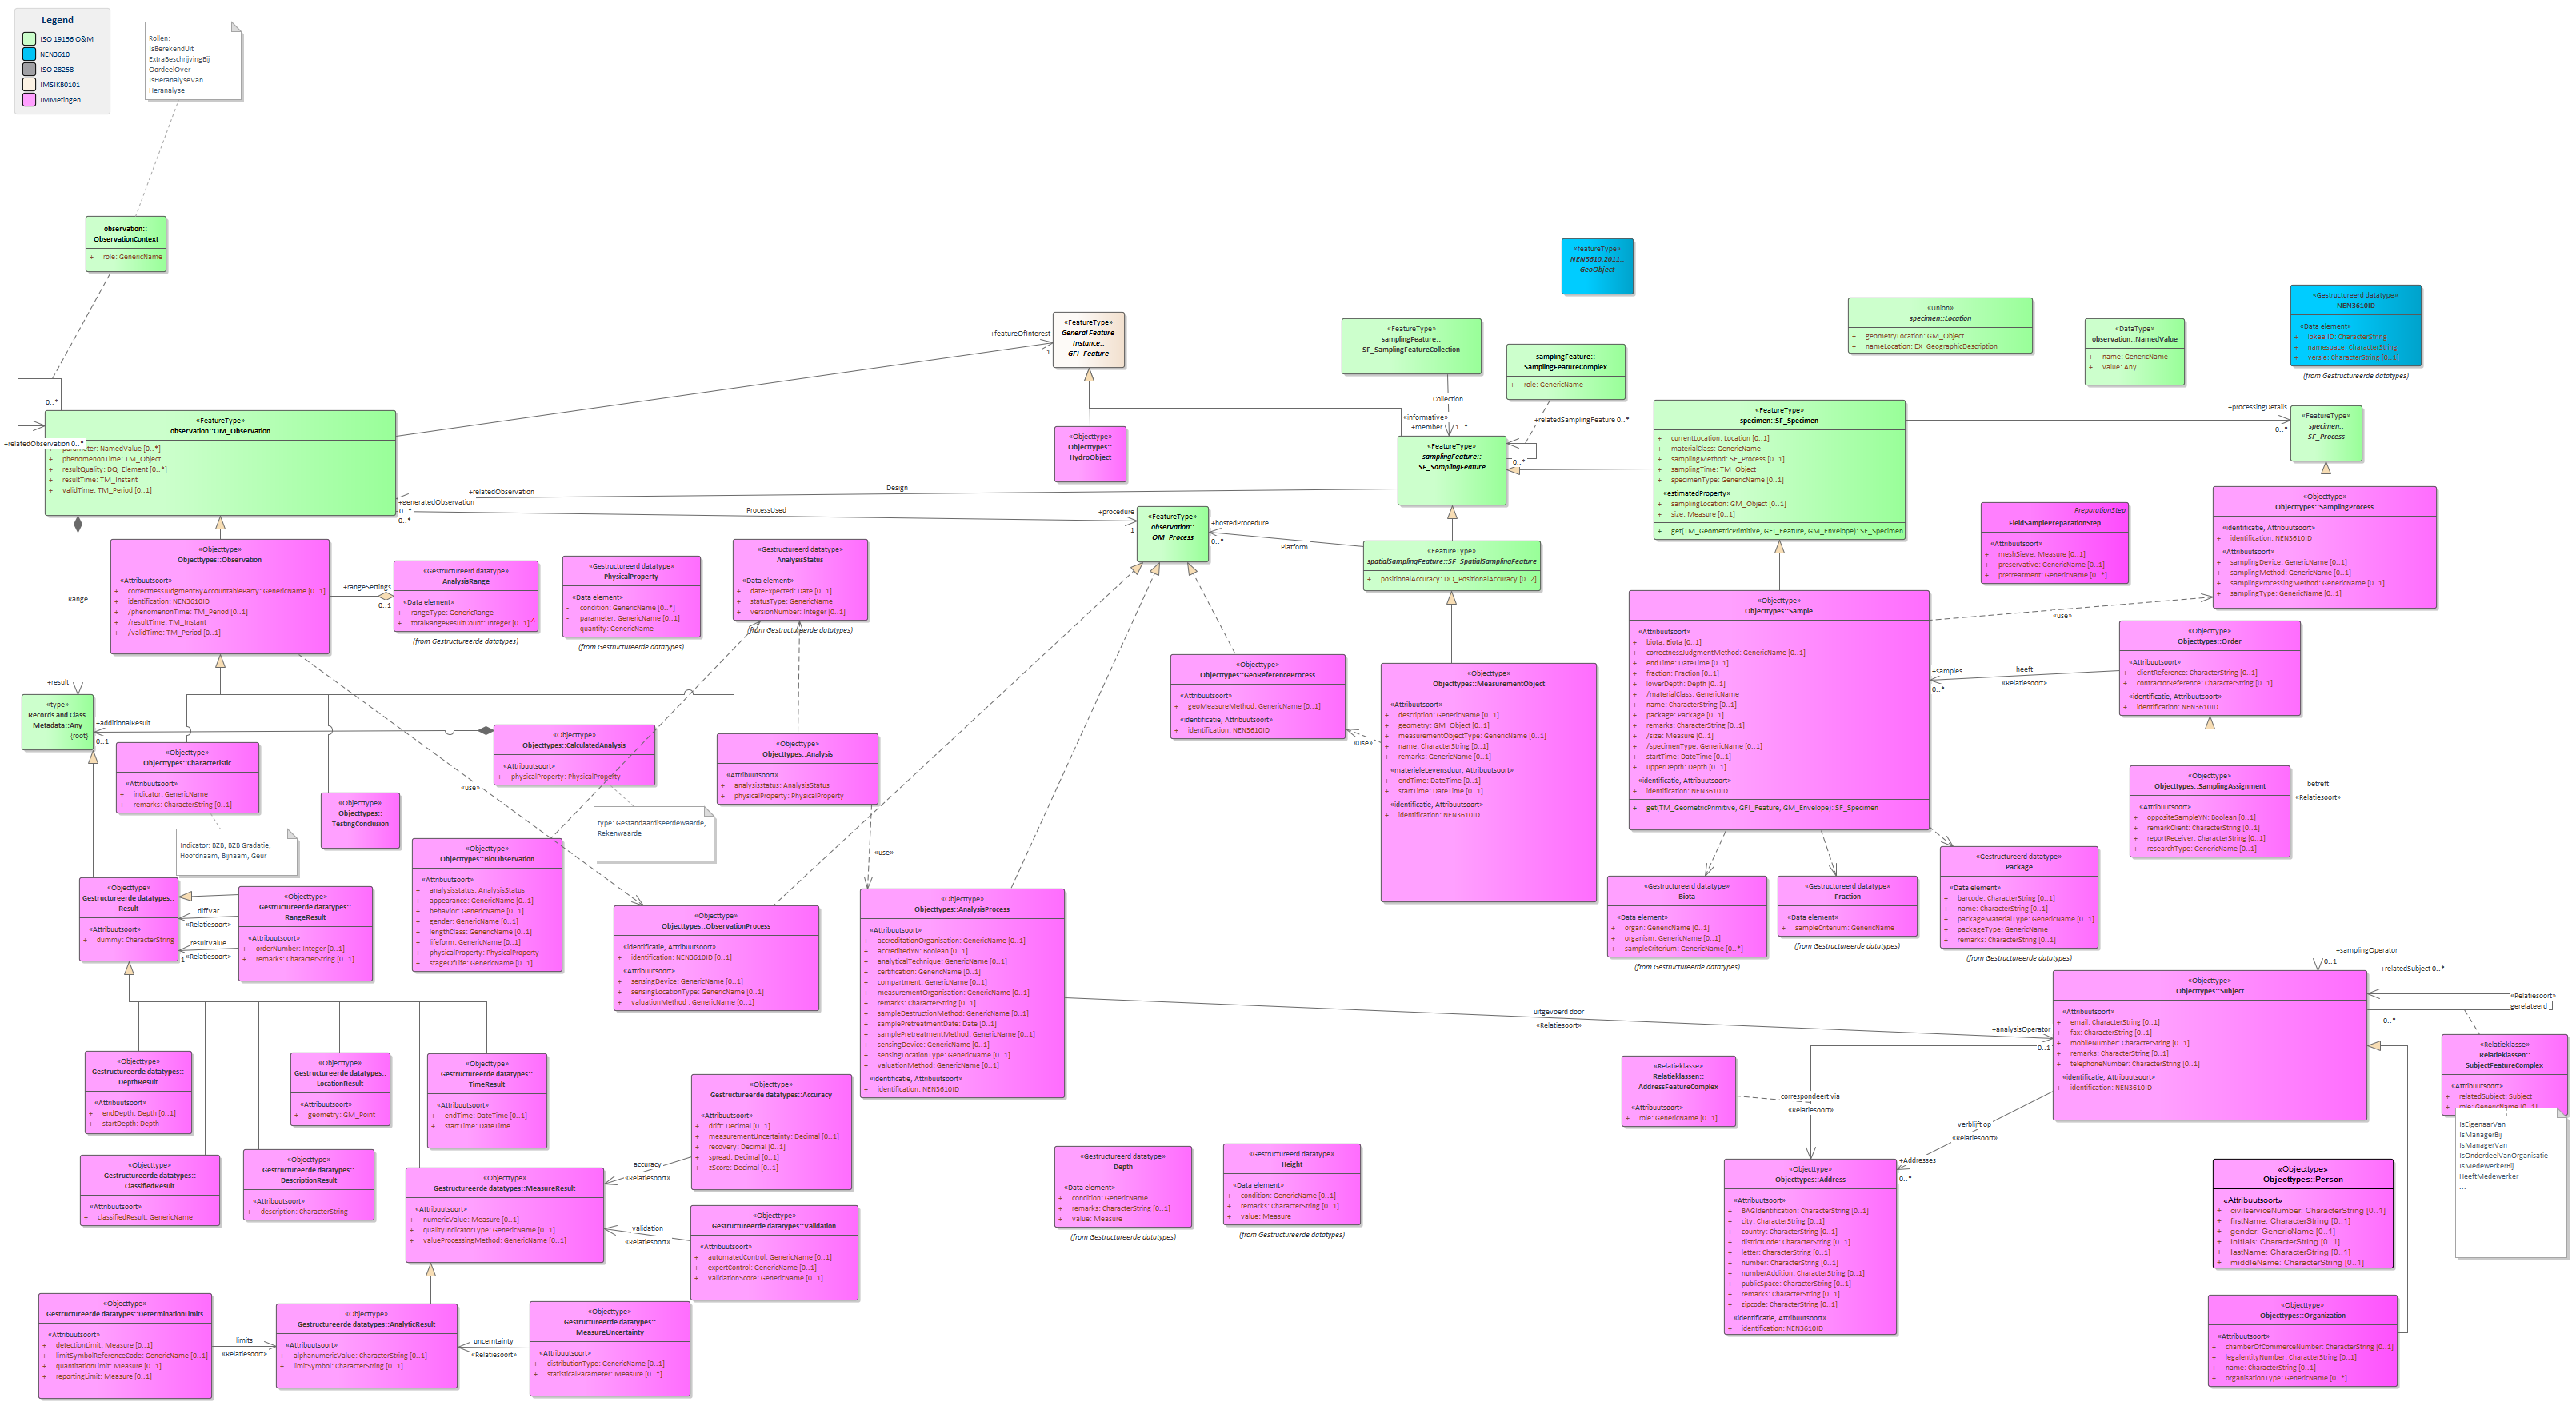 Legend
ISO 19156 O&M
NEN3610
ISO 28258
IMSIKB0101
IMMetingen
Rollen:
IsBerekendUit
ExtraBeschrijvingBij
OordeelOver
IsHeranalyseVan
Heranalyse
observation::
ObservationContext
+ role: GenericName
«featureType»
NEN3610:2011::
GeoObject
«FeatureType»
General Feature
Instance::
GFI_Feature
+featureOfInterest
1
«FeatureType»
samplingFeature::
SF_SamplingFeatureCollection
samplingFeature::
SamplingFeatureComplex
+ role: GenericName
«Union»
specimen::Location
+ geometryLocation: GM_Object
+ nameLocation: EX_GeographicDescription
«DataType»
observation::NamedValue
+ name: GenericName
+ value: Any
«Gestructureerd datatype»
NEN3610ID
«Data element»
+ lokaalID: CharacterString
+ namespace: CharacterString
+ versie: CharacterString [0..1]
(from Gestructureerde datatypes)
Collection
«informative»
+member
1..*
+relatedSamplingFeature 0..*
0..*
0..*
+relatedObservation 0..*
«FeatureType»
observation::OM_Observation
+ parameter: NamedValue [0..*]
+ phenomenonTime: TM_Object
+ resultQuality: DQ_Element [0..*]
+ resultTime: TM_Instant
+ validTime: TM_Period [0..1]
«Objecttype»
Objecttypes::
HydroObject
«FeatureType»
samplingFeature::
SF_SamplingFeature
«FeatureType»
specimen::SF_Specimen
+ currentLocation: Location [0..1]
+ materialClass: GenericName
+ samplingMethod: SF_Process [0..1]
+ samplingTime: TM_Object
+ specimenType: GenericName [0..1]
«estimatedProperty»
+ samplingLocation: GM_Object [0..1]
+ size: Measure [0..1]
+ get(TM_GeometricPrimitive, GFI_Feature, GM_Envelope): SF_Specimen
+processingDetails
0..*
«FeatureType»
specimen::
SF_Process
+relatedObservation
Design
+generatedObservation
0..*
0..*
ProcessUsed
+procedure
1
«FeatureType»
observation::
OM_Process
+hostedProcedure
0..*
Platform
«FeatureType»
spatialSamplingFeature::SF_SpatialSamplingFeature
+ positionalAccuracy: DQ_PositionalAccuracy [0..2]
PreparationStep
FieldSamplePreparationStep
«Attribuutsoort»
+ meshSieve: Measure [0..1]
+ preservative: GenericName [0..1]
+ pretreatment: GenericName [0..*]
«Objecttype»
Objecttypes::SamplingProcess
«identificatie, Attribuutsoort»
+ identification: NEN3610ID
«Attribuutsoort»
+ samplingDevice: GenericName [0..1]
+ samplingMethod: GenericName [0..1]
+ samplingProcessingMethod: GenericName [0..1]
+ samplingType: GenericName [0..1]
«Objecttype»
Objecttypes::Observation
«Attribuutsoort»
+ correctnessJudgmentByAccountableParty: GenericName [0..1]
+ identification: NEN3610ID
+ /phenomenonTime: TM_Period [0..1]
+ /resultTime: TM_Instant
+ /validTime: TM_Period [0..1]
+rangeSettings
0..1
«Gestructureerd datatype»
AnalysisRange
«Data element»
+ rangeType: GenericRange
+ totalRangeResultCount: Integer [0..1]
(from Gestructureerde datatypes)
«Gestructureerd datatype»
PhysicalProperty
«Data element»
- condition: GenericName [0..*]
- parameter: GenericName [0..1]
- quantity: GenericName
(from Gestructureerde datatypes)
«Gestructureerd datatype»
AnalysisStatus
«Data element»
+ dateExpected: Date [0..1]
+ statusType: GenericName
+ versionNumber: Integer [0..1]
(from Gestructureerde datatypes)
Range
+result
«type»
Records and Class
Metadata::Any
{root}
+additionalResult
0..1
«Objecttype»
Objecttypes::Characteristic
«Attribuutsoort»
+ indicator: GenericName
+ remarks: CharacterString [0..1]
Indicator: BZB, BZB Gradatie,
Hoofdnaam, Bijnaam, Geur
«Objecttype»
Objecttypes::
TestingConclusion
«Objecttype»
Objecttypes::CalculatedAnalysis
«Attribuutsoort»
+ physicalProperty: PhysicalProperty
type: Gestandaardiseerdewaarde,
Rekenwaarde
«Objecttype»
Objecttypes::Analysis
«Attribuutsoort»
+ analysisstatus: AnalysisStatus
+ physicalProperty: PhysicalProperty
«use»
«use»
«Objecttype»
Objecttypes::BioObservation
«Attribuutsoort»
+ analysisstatus: AnalysisStatus
+ appearance: GenericName [0..1]
+ behavior: GenericName [0..1]
+ gender: GenericName [0..1]
+ lengthClass: GenericName [0..1]
+ lifeform: GenericName [0..1]
+ physicalProperty: PhysicalProperty
+ stageOfLife: GenericName [0..1]
«Objecttype»
Objecttypes::GeoReferenceProcess
«Attribuutsoort»
+ geoMeasureMethod: GenericName [0..1]
«identificatie, Attribuutsoort»
+ identification: NEN3610ID
«use»
«Objecttype»
Objecttypes::MeasurementObject
«Attribuutsoort»
+ description: GenericName [0..1]
+ geometry: GM_Object [0..1]
+ measurementObjectType: GenericName [0..1]
+ name: CharacterString [0..1]
+ remarks: GenericName [0..1]
«materieleLevensduur, Attribuutsoort»
+ endTime: DateTime [0..1]
+ startTime: DateTime [0..1]
«identificatie, Attribuutsoort»
+ identification: NEN3610ID
«Objecttype»
Objecttypes::Sample
«Attribuutsoort»
+ biota: Biota [0..1]
+ correctnessJudgmentMethod: GenericName [0..1]
+ endTime: DateTime [0..1]
+ fraction: Fraction [0..1]
+ lowerDepth: Depth [0..1]
+ /materialClass: GenericName
+ name: CharacterString [0..1]
+ package: Package [0..1]
+ remarks: CharacterString [0..1]
+ /size: Measure [0..1]
+ /specimenType: GenericName [0..1]
+ startTime: DateTime [0..1]
+ upperDepth: Depth [0..1]
«identificatie, Attribuutsoort»
+ identification: NEN3610ID
+ get(TM_GeometricPrimitive, GFI_Feature, GM_Envelope): SF_Specimen
«use»
+samples
0..*
heeft
«Relatiesoort»
«Objecttype»
Objecttypes::Order
«Attribuutsoort»
+ clientReference: CharacterString [0..1]
+ contractorReference: CharacterString [0..1]
«identificatie, Attribuutsoort»
+ identification: NEN3610ID
«Objecttype»
Objecttypes::SamplingAssignment
«Attribuutsoort»
+ oppositeSampleYN: Boolean [0..1]
+ remarkClient: CharacterString [0..1]
+ reportReceiver: CharacterString [0..1]
+ researchType: GenericName [0..1]
betreft
«Relatiesoort»
«Gestructureerd datatype»
Biota
«Data element»
+ organ: GenericName [0..1]
+ organism: GenericName [0..1]
+ sampleCriterium: GenericName [0..*]
(from Gestructureerde datatypes)
«Gestructureerd datatype»
Fraction
«Data element»
+ sampleCriterium: GenericName
(from Gestructureerde datatypes)
«Gestructureerd datatype»
Package
«Data element»
+ barcode: CharacterString [0..1]
+ name: CharacterString [0..1]
+ packageMaterialType: GenericName [0..1]
+ packageType: GenericName
+ remarks: CharacterString [0..1]
(from Gestructureerde datatypes)
«Objecttype»
Gestructureerde datatypes::
Result
«Attribuutsoort»
+ dummy: CharacterString
diffVar
«Relatiesoort»
resultValue
«Relatiesoort»
1
«Objecttype»
Gestructureerde datatypes::
RangeResult
«Attribuutsoort»
+ orderNumber: Integer [0..1]
+ remarks: CharacterString [0..1]
«Objecttype»
Objecttypes::ObservationProcess
«identificatie, Attribuutsoort»
+ identification: NEN3610ID [0..1]
«Attribuutsoort»
+ sensingDevice: GenericName [0..1]
+ sensingLocationType: GenericName [0..1]
+ valuationMethod : GenericName [0..1]
«Objecttype»
Objecttypes::AnalysisProcess
«Attribuutsoort»
+ accreditationOrganisation: GenericName [0..1]
+ accreditedYN: Boolean [0..1]
+ analyticalTechnique: GenericName [0..1]
+ certification: GenericName [0..1]
+ compartment: GenericName [0..1]
+ measurementOrganisation: GenericName [0..1]
+ remarks: CharacterString [0..1]
+ sampleDestructionMethod: GenericName [0..1]
+ samplePretreatmentDate: Date [0..1]
+ samplePretreatmentMethod: GenericName [0..1]
+ sensingDevice: GenericName [0..1]
+ sensingLocationType: GenericName [0..1]
+ valuationMethod: GenericName [0..1]
«identificatie, Attribuutsoort»
+ identification: NEN3610ID
uitgevoerd door
«Relatiesoort»
+analysisOperator
0..1
+samplingOperator
0..1
+relatedSubject 0..*
«Relatiesoort»
gerelateerd
0..*
«Objecttype»
Objecttypes::Subject
«Attribuutsoort»
+ email: CharacterString [0..1]
+ fax: CharacterString [0..1]
+ mobileNumber: CharacterString [0..1]
+ remarks: CharacterString [0..1]
+ telephoneNumber: CharacterString [0..1]
«identificatie, Attribuutsoort»
+ identification: NEN3610ID
«Relatieklasse»
Relatieklassen::
SubjectFeatureComplex
«Attribuutsoort»
+ relatedSubject: Subject
+ role: GenericName [0..1]
IsEigenaarVan
IsManagerBij
IsManagerVan
IsOnderdeelVanOrganisatie
IsMedewerkerBij
HeeftMedewerker
...
«Relatieklasse»
Relatieklassen::
AddressFeatureComplex
«Attribuutsoort»
+ role: GenericName [0..1]
correspondeert via
«Relatiesoort»
verblijft op
«Relatiesoort»
+Addresses
0..*
«Objecttype»
Objecttypes::Address
«Attribuutsoort»
+ BAGIdentification: CharacterString [0..1]
+ city: CharacterString [0..1]
+ country: CharacterString [0..1]
+ districtCode: CharacterString [0..1]
+ letter: CharacterString [0..1]
+ number: CharacterString [0..1]
+ numberAddition: CharacterString [0..1]
+ publicSpace: CharacterString [0..1]
+ remarks: CharacterString [0..1]
+ zipcode: CharacterString [0..1]
«identificatie, Attribuutsoort»
+ identification: NEN3610ID
«Objecttype»
Objecttypes::Person
«Attribuutsoort»
+ civilserviceNumber: CharacterString [0..1]
+ firstName: CharacterString [0..1]
+ gender: GenericName [0..1]
+ initials: CharacterString [0..1]
+ lastName: CharacterString [0..1]
+ middleName: CharacterString [0..1]
«Objecttype»
Objecttypes::Organization
«Attribuutsoort»
+ chamberOfCommerceNumber: CharacterString [0..1]
+ legalentityNumber: CharacterString [0..1]
+ name: CharacterString [0..1]
+ organisationType: GenericName [0..*]
«Objecttype»
Gestructureerde datatypes::
DepthResult
«Attribuutsoort»
+ endDepth: Depth [0..1]
+ startDepth: Depth
«Objecttype»
Gestructureerde datatypes::
LocationResult
«Attribuutsoort»
+ geometry: GM_Point
«Objecttype»
Gestructureerde datatypes::
TimeResult
«Attribuutsoort»
+ endTime: DateTime [0..1]
+ startTime: DateTime
«Objecttype»
Gestructureerde datatypes::
ClassifiedResult
«Attribuutsoort»
+ classifiedResult: GenericName
«Objecttype»
Gestructureerde datatypes::
DescriptionResult
«Attribuutsoort»
+ description: CharacterString
«Objecttype»
Gestructureerde datatypes::Accuracy
«Attribuutsoort»
+ drift: Decimal [0..1]
+ measurementUncertainty: Decimal [0..1]
+ recovery: Decimal [0..1]
+ spread: Decimal [0..1]
+ zScore: Decimal [0..1]
accuracy
«Relatiesoort»
«Objecttype»
Gestructureerde datatypes::MeasureResult
«Attribuutsoort»
+ numericValue: Measure [0..1]
+ qualityIndicatorType: GenericName [0..1]
+ valueProcessingMethod: GenericName [0..1]
validation
«Relatiesoort»
«Objecttype»
Gestructureerde datatypes::Validation
«Attribuutsoort»
+ automatedControl: GenericName [0..1]
+ expertControl: GenericName [0..1]
+ validationScore: GenericName [0..1]
«Gestructureerd datatype»
Depth
«Data element»
+ condition: GenericName
+ remarks: CharacterString [0..1]
+ value: Measure
(from Gestructureerde datatypes)
«Gestructureerd datatype»
Height
«Data element»
+ condition: GenericName [0..1]
+ remarks: CharacterString [0..1]
+ value: Measure
(from Gestructureerde datatypes)
«Objecttype»
Gestructureerde datatypes::DeterminationLimits
«Attribuutsoort»
+ detectionLimit: Measure [0..1]
+ limitSymbolReferenceCode: GenericName [0..1]
+ quantitationLimit: Measure [0..1]
+ reportingLimit: Measure [0..1]
limits
«Relatiesoort»
«Objecttype»
Gestructureerde datatypes::AnalyticResult
«Attribuutsoort»
+ alphanumericValue: CharacterString [0..1]
+ limitSymbol: CharacterString [0..1]
uncerntainty
«Relatiesoort»
«Objecttype»
Gestructureerde datatypes::
MeasureUncertainty
«Attribuutsoort»
+ distributionType: GenericName [0..1]
+ statisticalParameter: Measure [0..*]